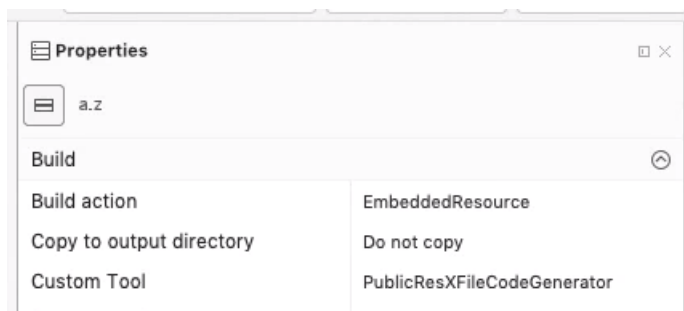 Properties
a.z
Build
Build action EmbeddedResource
Copy to output directory Do not copy
Custom Tool PublicResXFileCodeGenerator